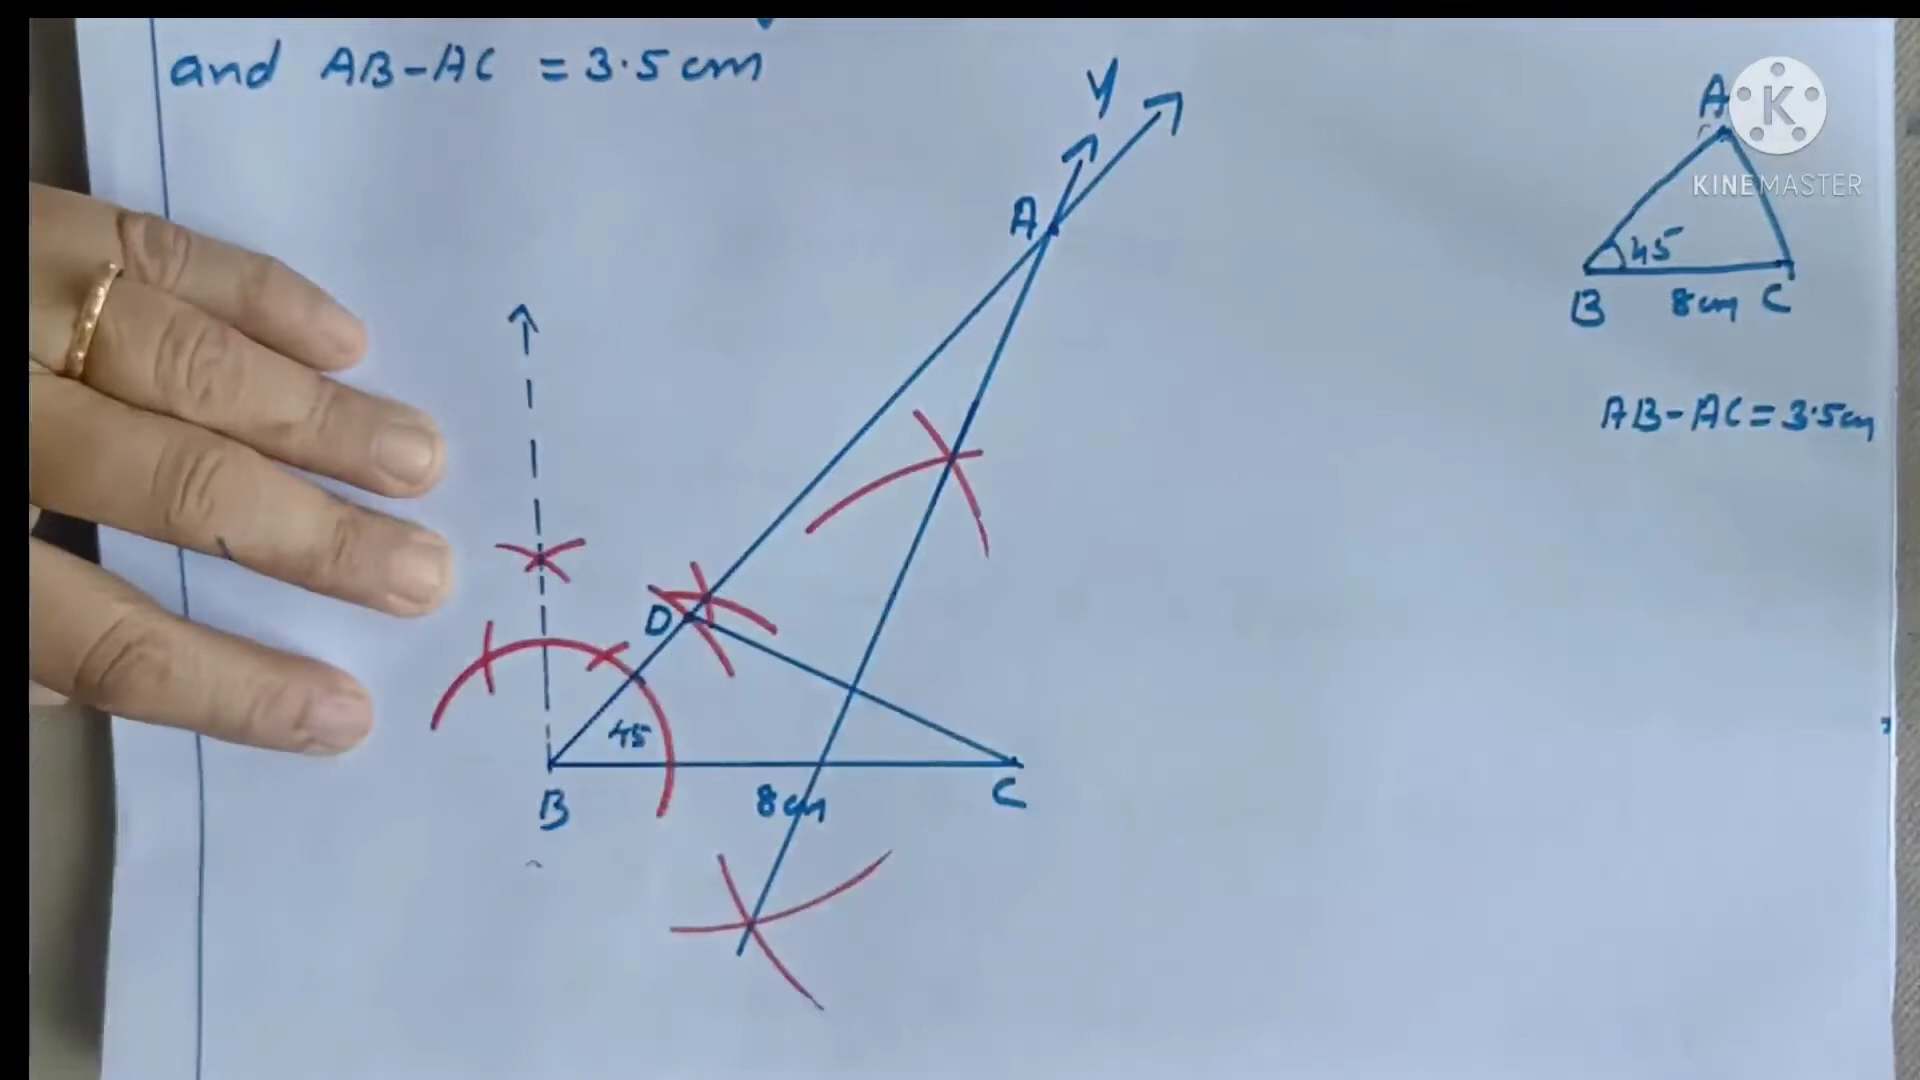 and AB-AC = 3.5 cm
Y
A
D
45
B
8cm
C
A
45
B
8cm
C
AB-AC = 3.5cm
K
KINEMASTER